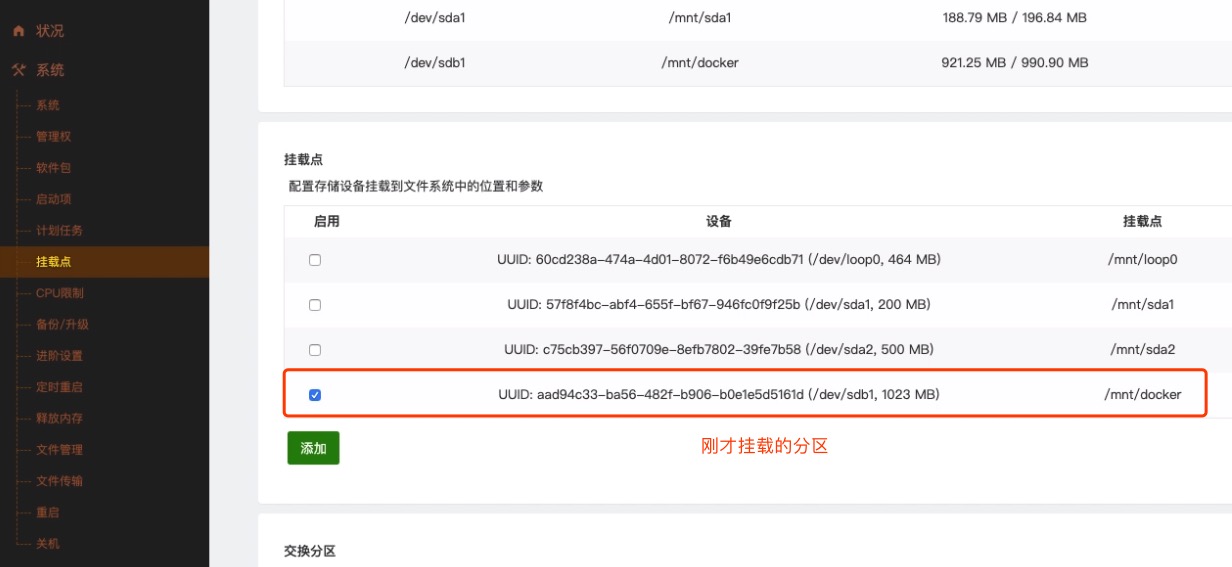 状况
系统
系统
管理权
软件包
启动项
计划任务
挂载点
CPU限制
备份/升级
进阶设置
定时重启
释放内存
文件管理
文件传输
重启
关机
/dev/sda1 /mnt/sda1 188.79 MB / 196.84 MB
/dev/sdb1 /mnt/docker 921.25 MB / 990.90 MB
挂载点
配置存储设备挂载到文件系统中的位置和参数
启用 设备 挂载点
UUID: 60cd238a-474a-4d01-8072-f6b49e6cdb71 (/dev/loop0, 464 MB) /mnt/loop0
UUID: 57f8f4bc-abf4-655f-bf67-946fc0f9f25b (/dev/sda1, 200 MB) /mnt/sda1
UUID: c75cb397-56f0709e-8efb7802-39fe7b58 (/dev/sda2, 500 MB) /mnt/sda2
UUID: aad94c33-ba56-482f-b906-b0e1e5d5161d (/dev/sdb1, 1023 MB) /mnt/docker
添加
刚才挂载的分区
交换分区